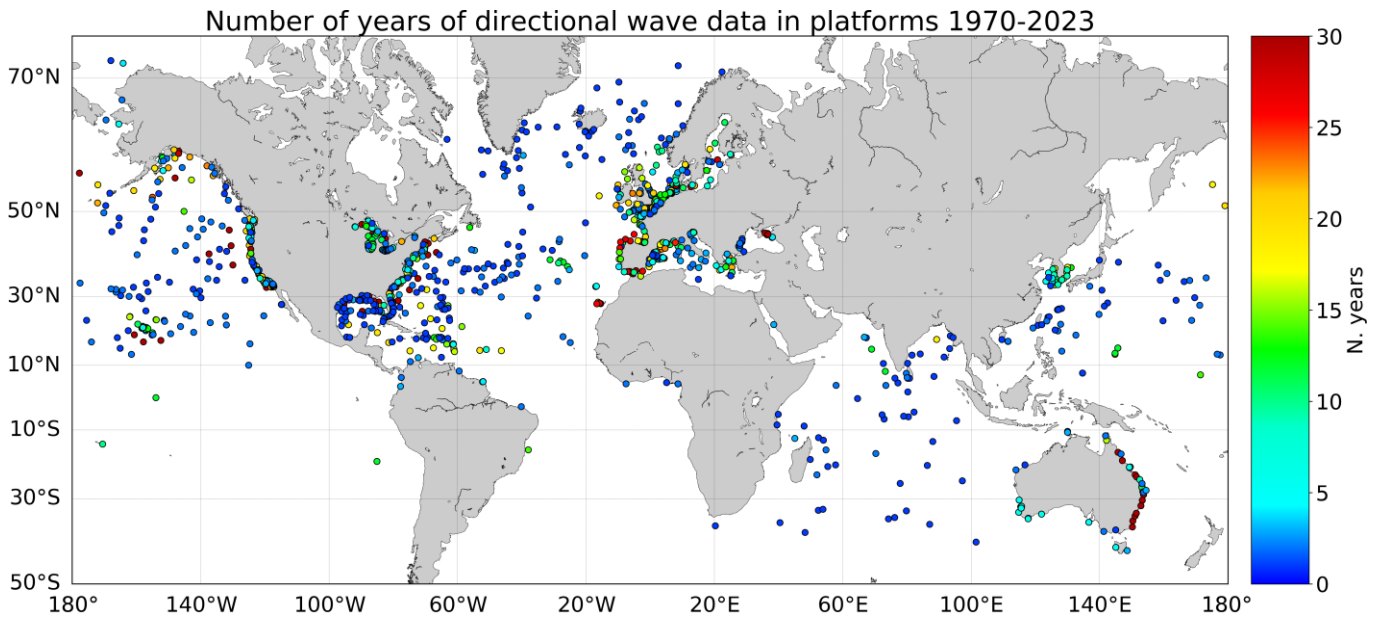 Number of years of directional wave data in platforms 1970-2023
70°N
50°N
30°N
10°N
10°S
30°S
50°S
180° 140°W 100°W 60°W 20°W 20°E 60°E 100°E 140°E 180°
30
25
20
15
10
5
0
N. years